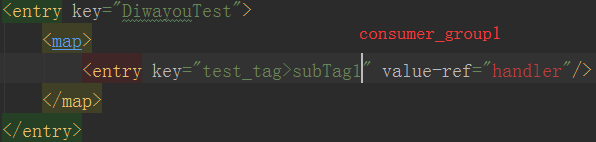 <entry key="DiwayouTest">
<map>
consumer_group1
<entry key="test_tag>subTag1" value-ref="handler"/>
</map>
</entry>